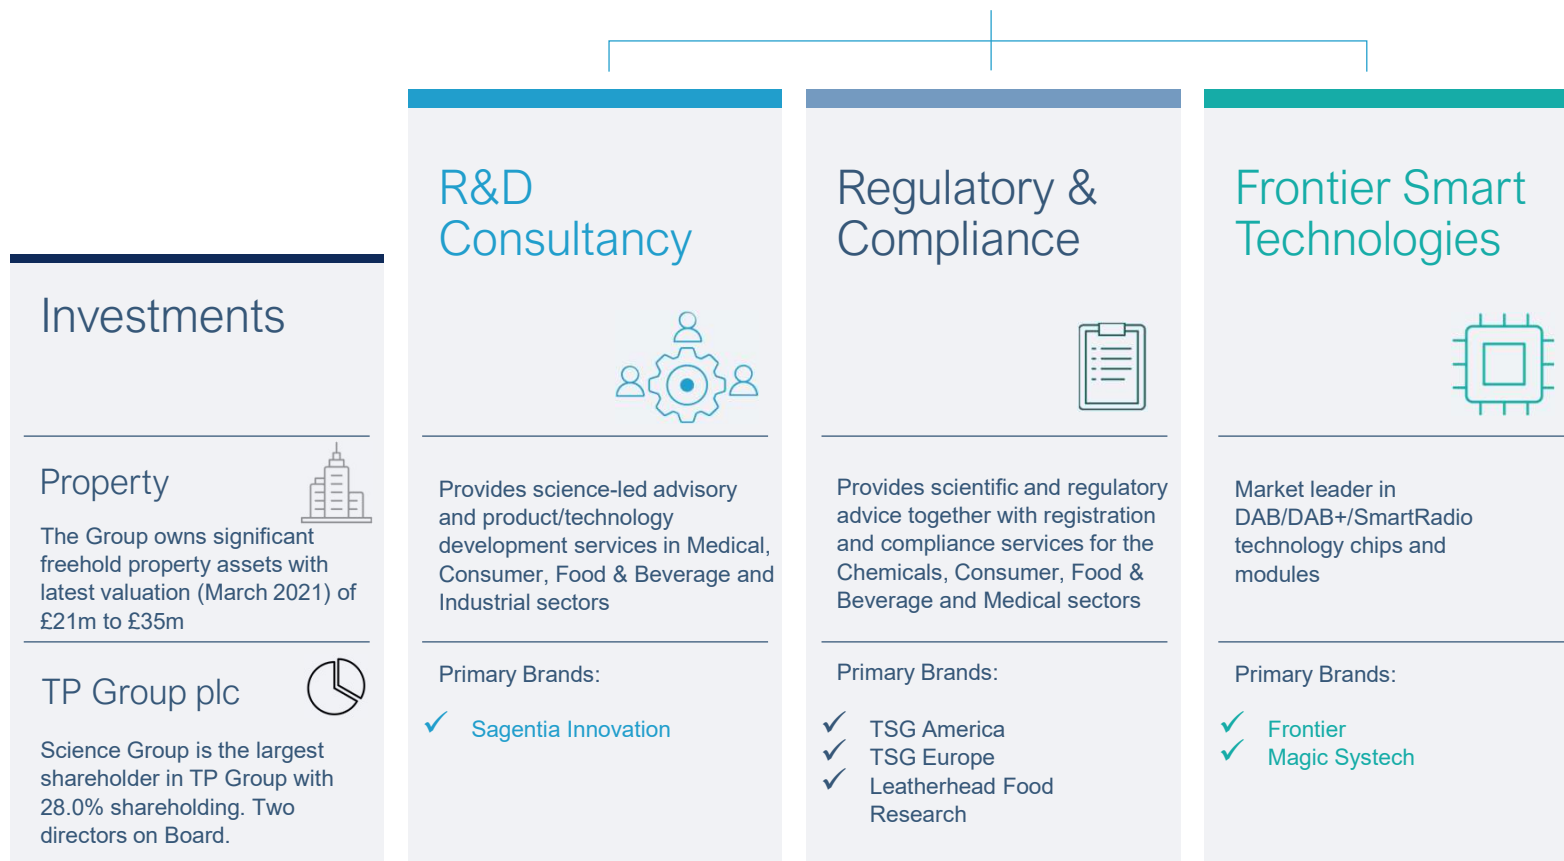 Investments
Property
The Group owns significant
freehold property assets with
latest valuation (March 2021) of
£21m to £35m
TP Group plc
Science Group is the largest
shareholder in TP Group with
28.0% shareholding. Two
directors on Board.
R&D
Consultancy
Provides science-led advisory
and product/technology
development services in Medical,
Consumer, Food & Beverage and
Industrial sectors
Primary Brands:
Sagentia Innovation
Regulatory &
Compliance
Provides scientific and regulatory
advice together with registration
and compliance services for the
Chemicals, Consumer, Food &
Beverage and Medical sectors
Primary Brands:
TSG America
TSG Europe
Leatherhead Food
Research
Frontier Smart
Technologies
Market leader in
DAB/DAB+/SmartRadio
technology chips and
modules
Primary Brands:
Frontier
Magic Systech